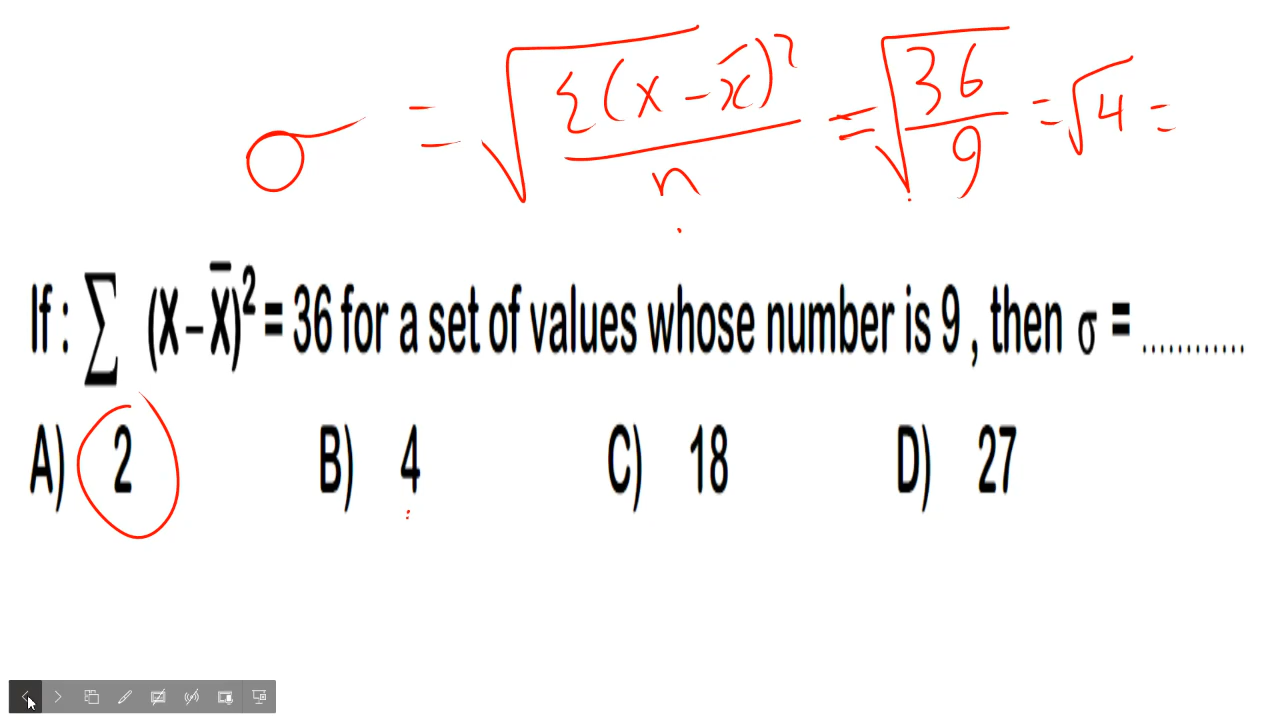 σ = √(Σ(x – x̄)² / n) = √(36 / 9) = √4 =
If : ∑ (X – X̄)² = 36 for a set of values whose number is 9 , then σ = ............
A) 2 B) 4 C) 18 D) 27